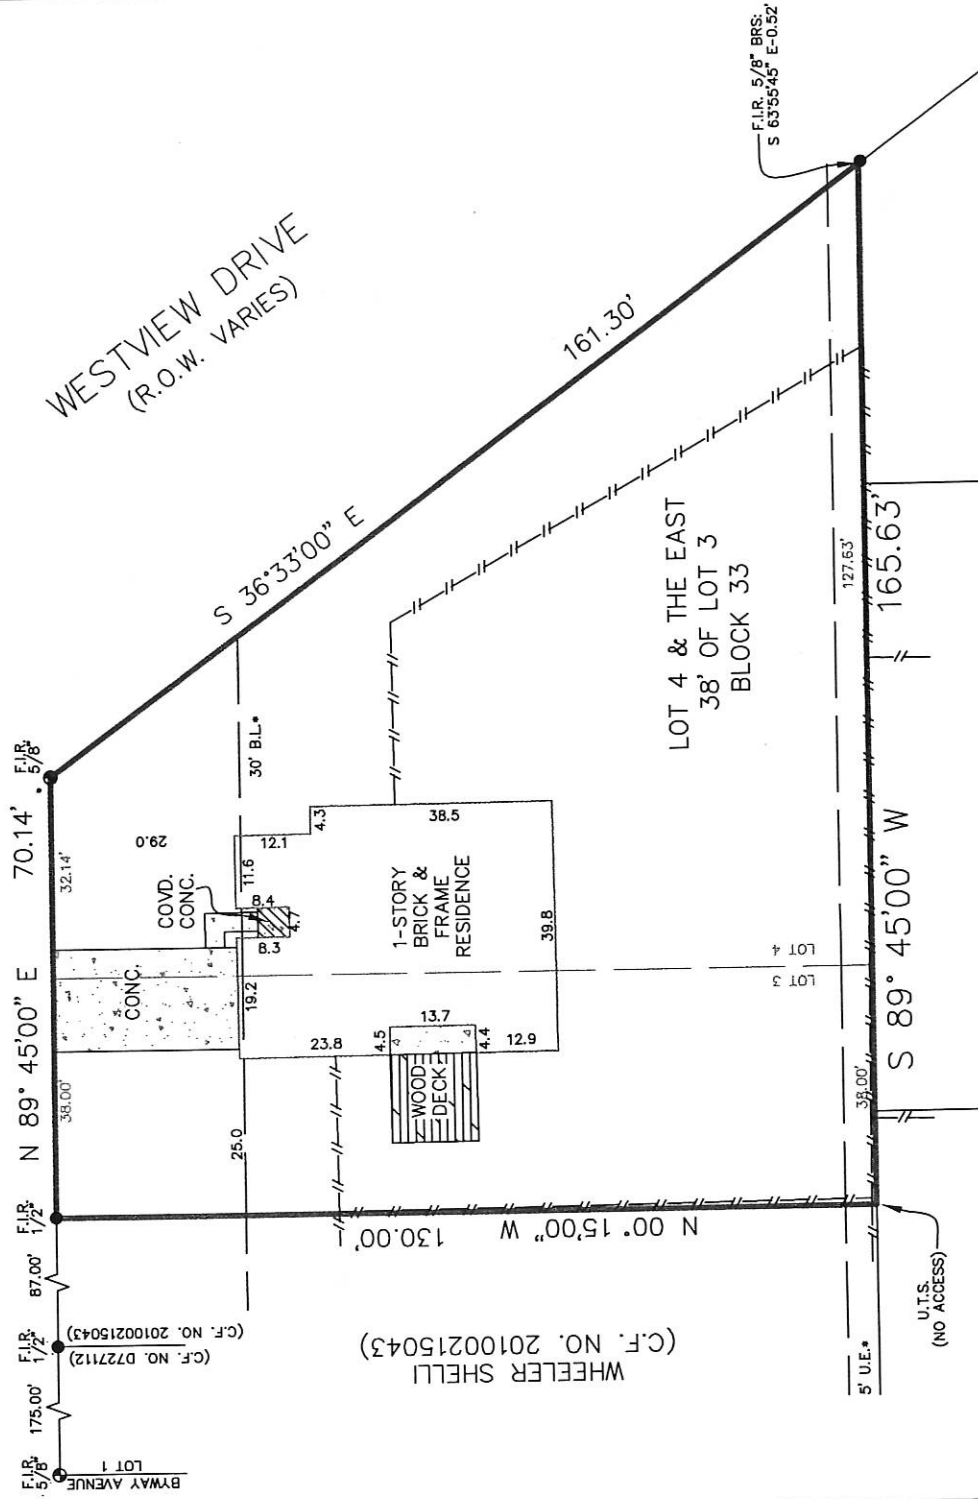 WESTVIEW DRIVE
(R.O.W. VARIES)
F.I.R. 5/8" BRS:
S 63°55'45" E-0.52'
161.30'
S 36°33'00" E
F.I.R.
5/8"
70.14'
32.14'
N 89° 45'00" E
38.00'
F.I.R.
1/2"
87.00'
F.I.R.
1/2"
175.00'
F.I.R.
5/8"
(C.F. NO. 20100215043)
(C.F. NO. D727112)
LOT 1
BYWAY AVENUE
30' B.L.*
29.0
COVD.
CONC.
CONC.
11.6
12.1
4.3
38.5
8.4
4.7
8.3
19.2
1-STORY
BRICK &
FRAME
RESIDENCE
39.8
23.8
4.5
13.7
4.4
12.9
WOOD
DECK
25.0
LOT 4
LOT 3
LOT 4 & THE EAST
38' OF LOT 3
BLOCK 33
127.63'
165.63'
S 89° 45'00" W
38.00'
N 00°15'00" W
130.00'
WHEELER SHELLI
(C.F. NO. 20100215043)
5' U.E.*
U.T.S.
(NO ACCESS)